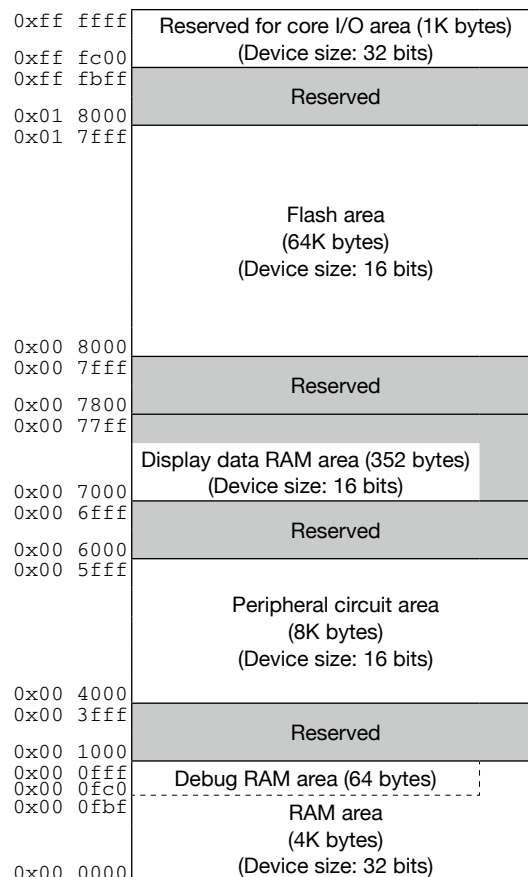 0xff ffff
Reserved for core I/O area (1K bytes)
(Device size: 32 bits)
0xff fc00
0xff fbff
Reserved
0x01 8000
0x01 7fff
Flash area
(64K bytes)
(Device size: 16 bits)
0x00 8000
0x00 7fff
Reserved
0x00 7800
0x00 77ff
Display data RAM area (352 bytes)
(Device size: 16 bits)
0x00 7000
0x00 6fff
Reserved
0x00 6000
0x00 5fff
Peripheral circuit area
(8K bytes)
(Device size: 16 bits)
0x00 4000
0x00 3fff
Reserved
0x00 1000
0x00 0fff
Debug RAM area (64 bytes)
0x00 0fc0
0x00 0fbf
RAM area
(4K bytes)
(Device size: 32 bits)
0x00 0000